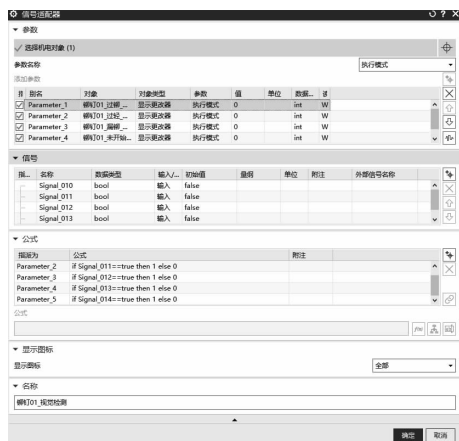 信号适配器
参数
选择机电对象 (1)
参数名称 执行模式
添加参数
指 别名 对象 对象类型 参数 值 单位 数据... 读
Parameter_1 铆钉01_过铆_... 显示更改器 执行模式 0 int W
Parameter_2 铆钉01_过轻_... 显示更改器 执行模式 0 int W
Parameter_3 铆钉01_漏铆_... 显示更改器 执行模式 0 int W
Parameter_4 铆钉01_未开始... 显示更改器 执行模式 0 int W
信号
指... 名称 数据类型 输入/... 初始值 量纲 单位 附注 外部信号名称
Signal_010 bool 输入 false
Signal_011 bool 输入 false
Signal_012 bool 输入 false
Signal_013 bool 输入 false
公式
指派为 公式 附注
Parameter_2 if Signal_011==true then 1 else 0
Parameter_3 if Signal_012==true then 1 else 0
Parameter_4 if Signal_013==true then 1 else 0
Parameter_5 if Signal_014==true then 1 else 0
公式
显示图标
显示图标 全部
名称
铆钉01_视觉检测
确定 取消